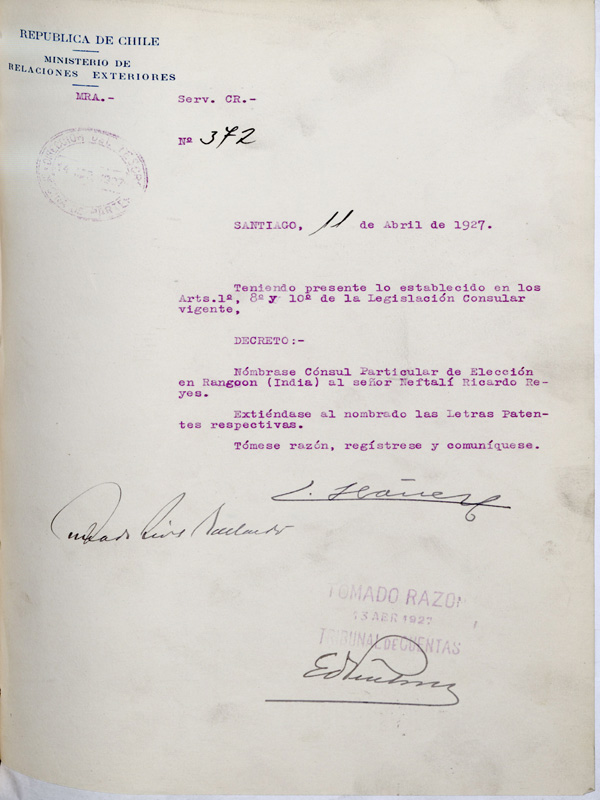 REPUBLICA DE CHILE
MINISTERIO DE
RELACIONES EXTERIORES
MRA.-
Serv. CR.-
Nº 372
SANTIAGO, 11 de Abril de 1927.
Teniendo presente lo establecido en los
Arts.1º, 8º y 10º de la Legislación Consular
vigente,
DECRETO:-
Nómbrase Cónsul Particular de Elección
en Rangoon (India) al señor Neftalí Ricardo Re-
yes.
Extiéndase al nombrado las Letras Paten-
tes respectivas.
Tómese razón, regístrese y comuníquese.
C. Ibáñez
TOMADO RAZON
13 ABR 1927
TRIBUNAL DE CUENTAS